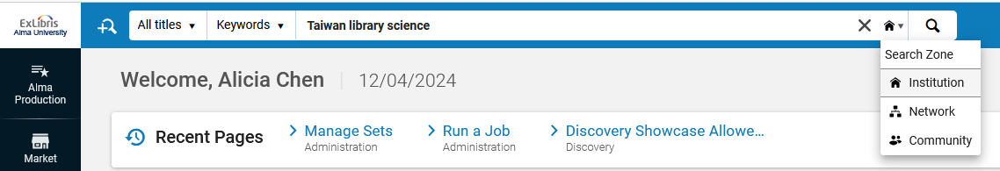 ExLibris
Alma University
All titles
Keywords
Taiwan library science
Search Zone
Institution
Network
Community
Alma
Production
Market
Welcome, Alicia Chen
12/04/2024
Recent Pages
Manage Sets
Administration
Run a Job
Administration
Discovery Showcase Allowe...
Discovery